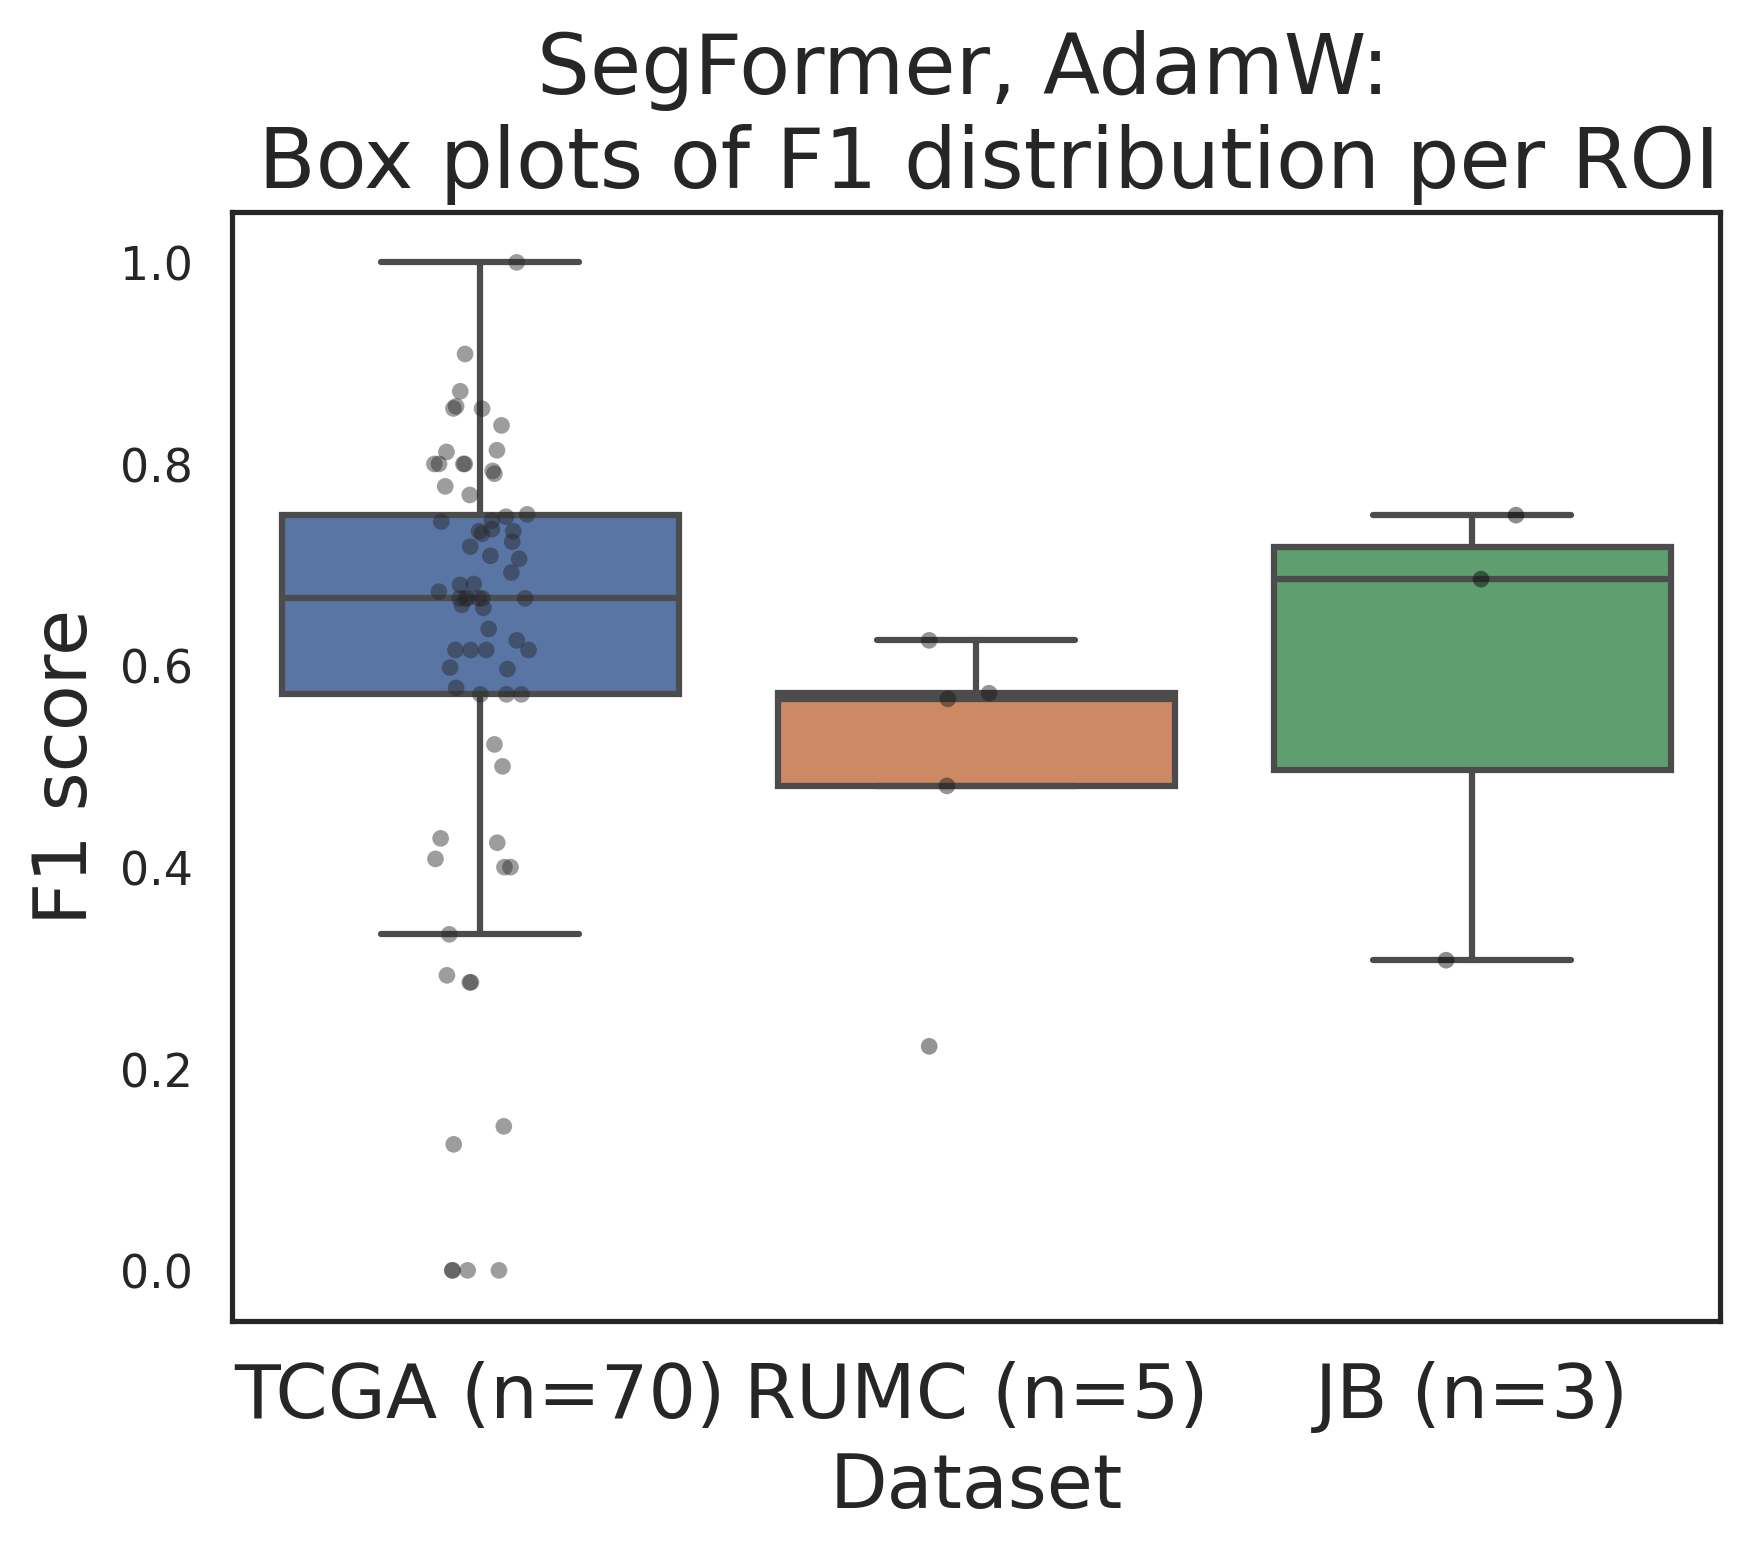 SegFormer, AdamW:
Box plots of F1 distribution per ROI
F1 score
1.0
0.8
0.6
0.4
0.2
0.0
TCGA (n=70) RUMC (n=5) JB (n=3)
Dataset